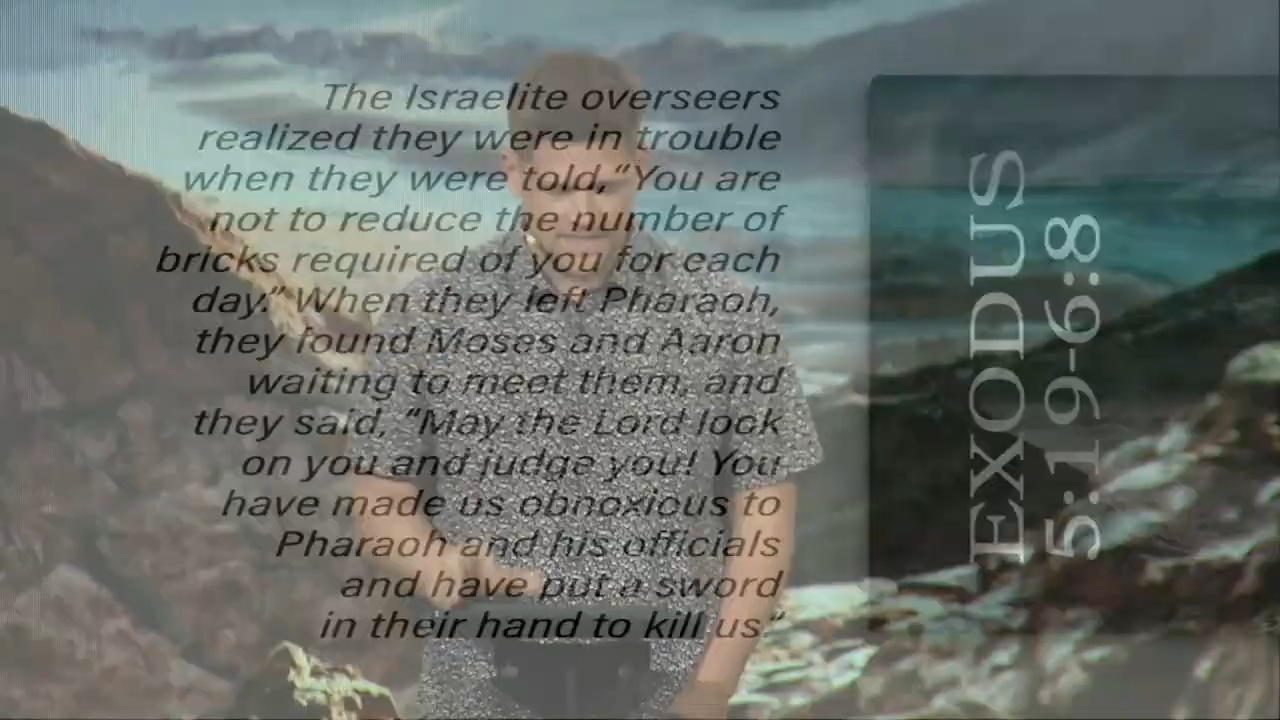 The Israelite overseers
realized they were in trouble
when they were told, “You are
not to reduce the number of
bricks required of you for each
day.” When they left Pharaoh,
they found Moses and Aaron
waiting to meet them, and
they said, “May the Lord look
on you and judge you! You
have made us obnoxious to
Pharaoh and his officials
and have put a sword
in their hand to kill us.”
EXODUS
5:19-6:8